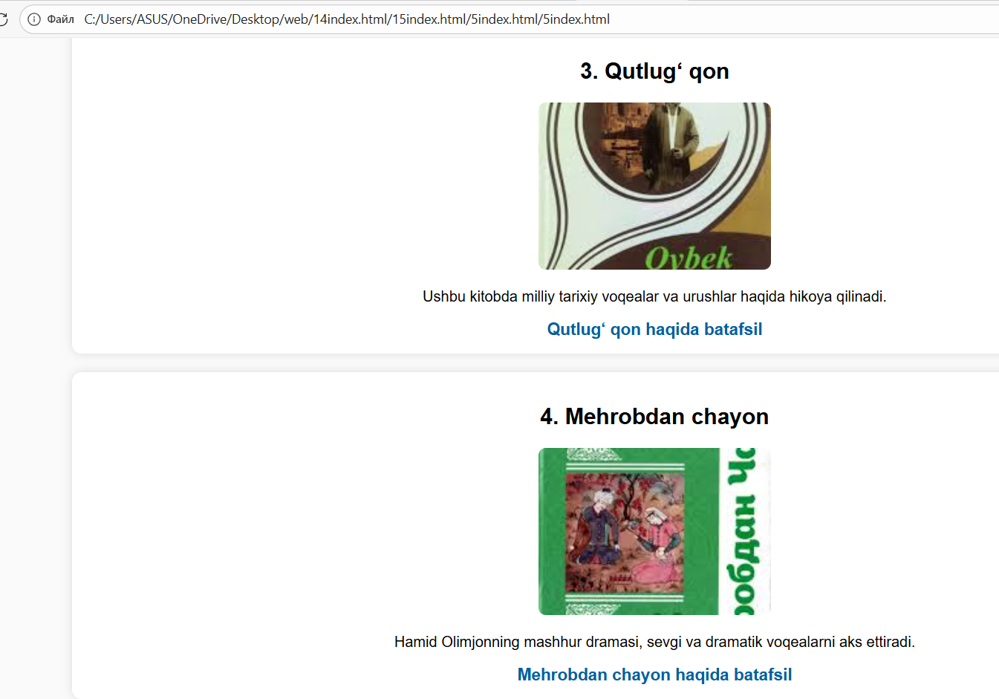 Файл C:/Users/ASUS/OneDrive/Desktop/web/14index.html/15index.html/5index.html/5index.html
3. Qutlug‘ qon
Oybek
Ushbu kitobda milliy tarixiy voqealar va urushlar haqida hikoya qilinadi.
Qutlug‘ qon haqida batafsil
4. Mehrobdan chayon
обдан Ча
Hamid Olimjonning mashhur dramasi, sevgi va dramatik voqealarni aks ettiradi.
Mehrobdan chayon haqida batafsil